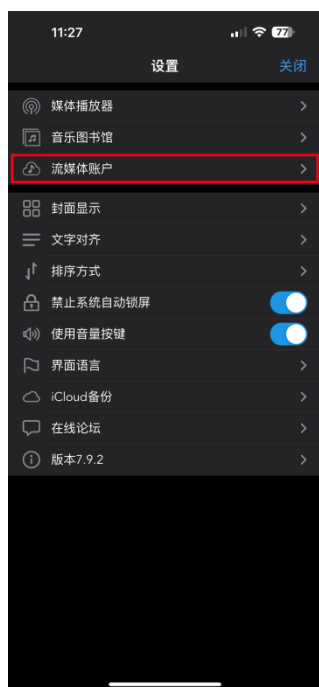 11:27
77
设置
关闭
媒体播放器
音乐图书馆
流媒体账户
封面显示
文字对齐
排序方式
禁止系统自动锁屏
使用音量按键
界面语言
iCloud备份
在线论坛
版本7.9.2